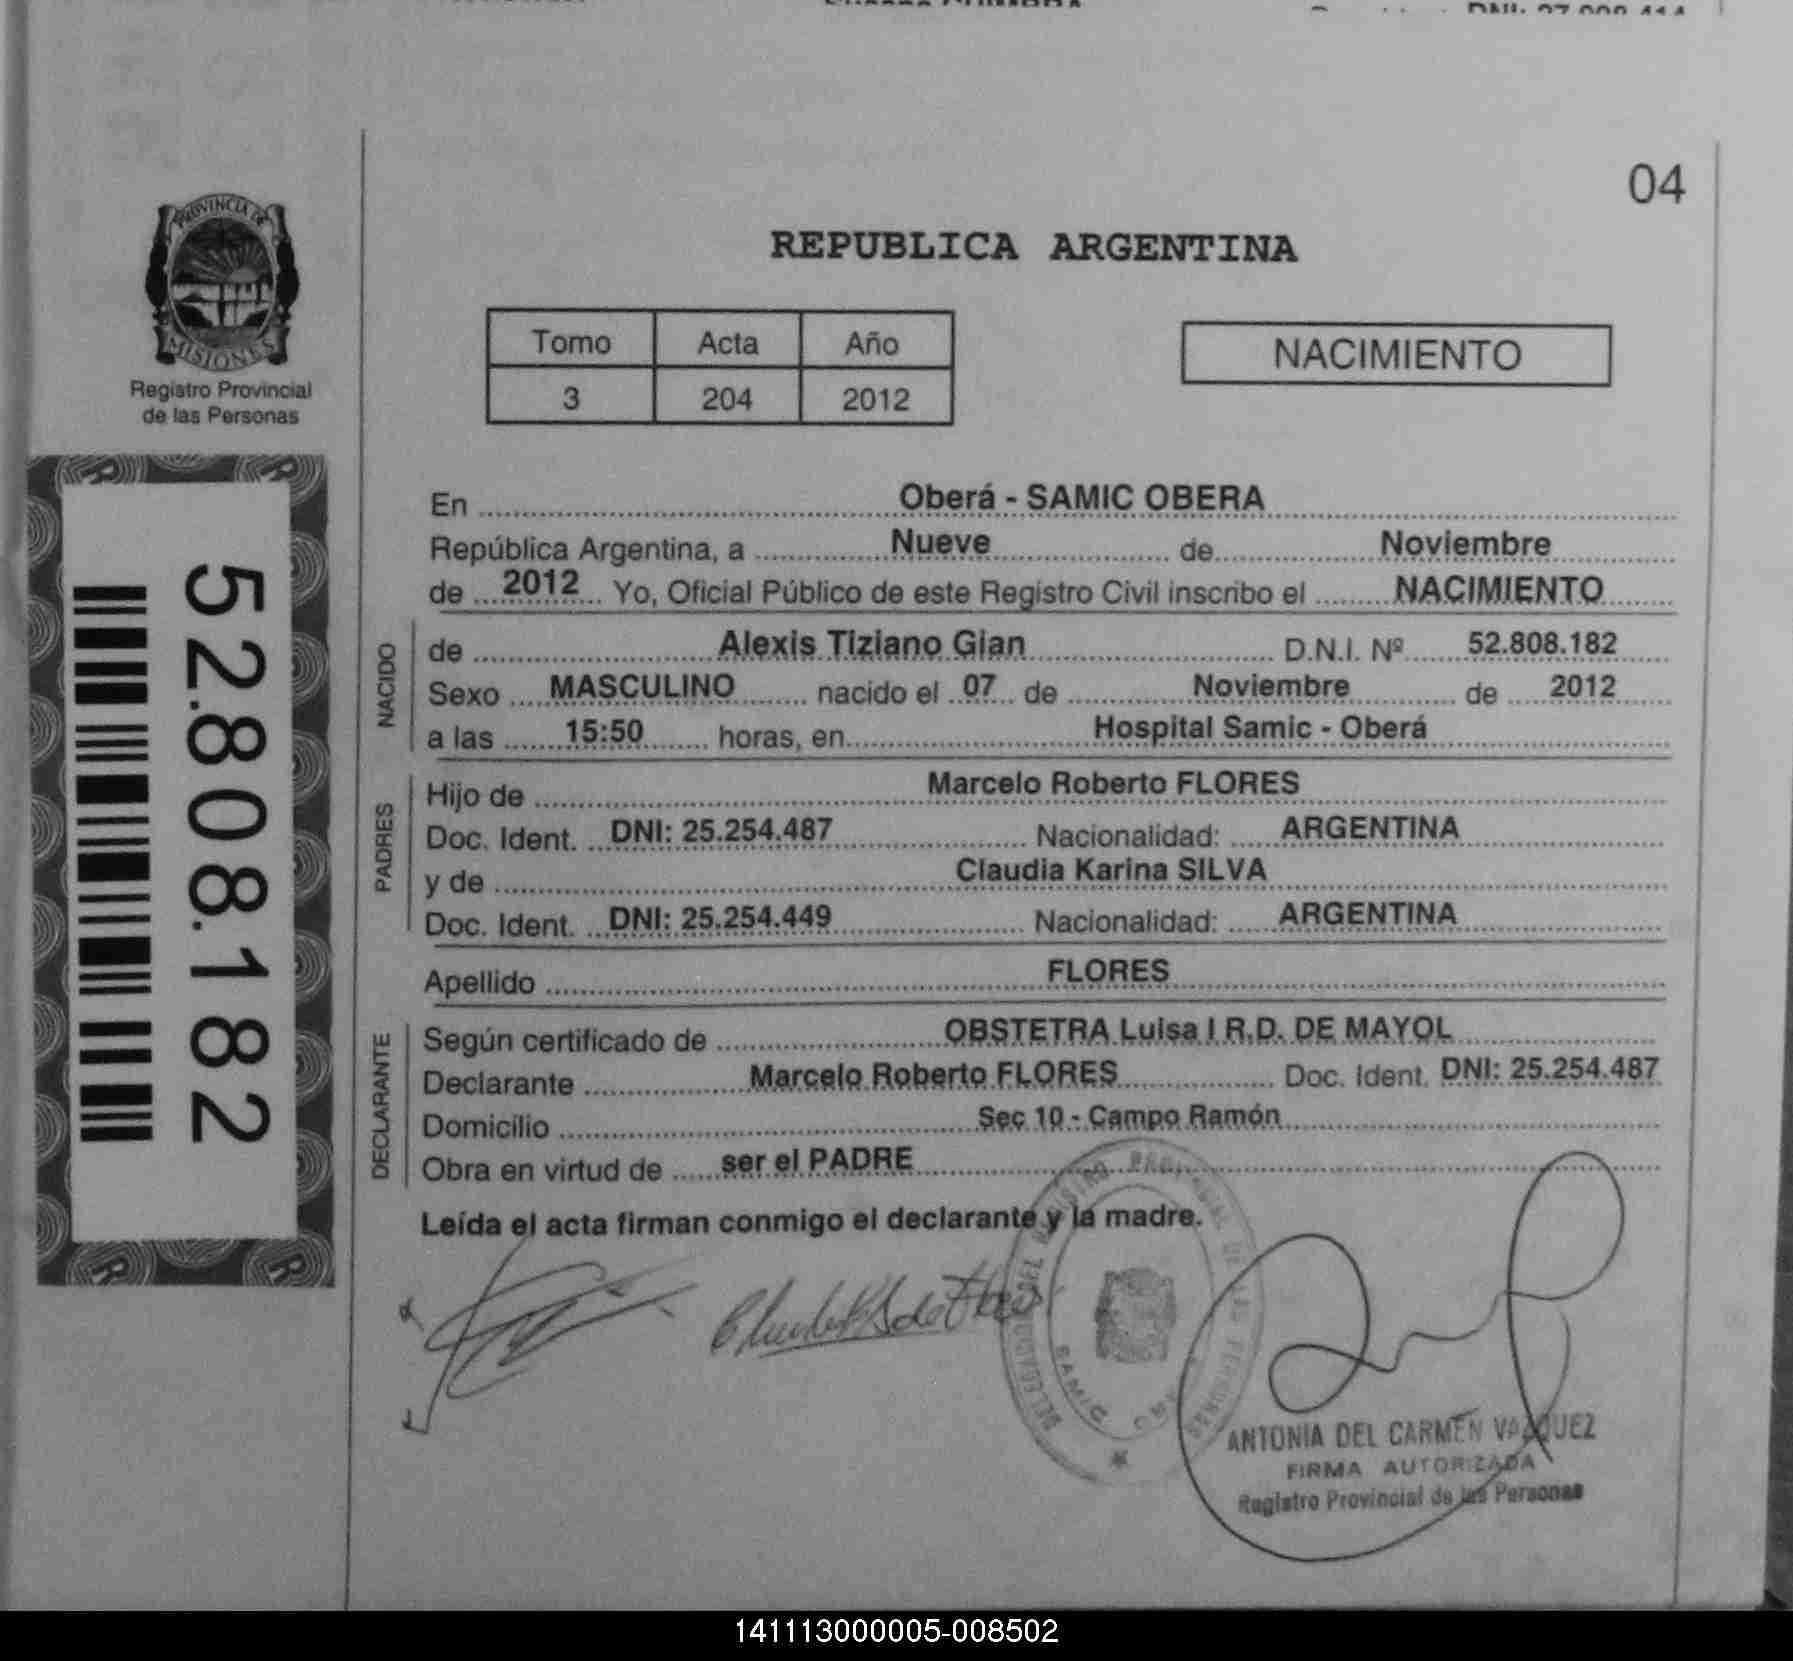 DNI: 27.998.414
04
PROVINCIA DE
MISIONES
Registro Provincial
de las Personas
REPUBLICA ARGENTINA
Tomo Acta Año
3 204 2012
NACIMIENTO
52.808.182
En Oberá - SAMIC OBERA
República Argentina, a Nueve de Noviembre
de 2012 Yo, Oficial Público de este Registro Civil inscribo el NACIMIENTO
NACIDO
de Alexis Tiziano Gian D.N.I. Nº 52.808.182
Sexo MASCULINO nacido el 07 de Noviembre de 2012
a las 15:50 horas, en Hospital Samic - Oberá
PADRES
Hijo de Marcelo Roberto FLORES
Doc. Ident. DNI: 25.254.487 Nacionalidad: ARGENTINA
y de Claudia Karina SILVA
Doc. Ident. DNI: 25.254.449 Nacionalidad: ARGENTINA
Apellido FLORES
DECLARANTE
Según certificado de OBSTETRA Luisa I R.D. DE MAYOL
Declarante Marcelo Roberto FLORES Doc. Ident. DNI: 25.254.487
Domicilio Sec 10 - Campo Ramón
Obra en virtud de ser el PADRE
Leída el acta firman conmigo el declarante y la madre.
SAMIC
ANTONIA DEL CARMEN VAZQUEZ
FIRMA AUTORIZADA
Registro Provincial de las Personas
141113000005-008502